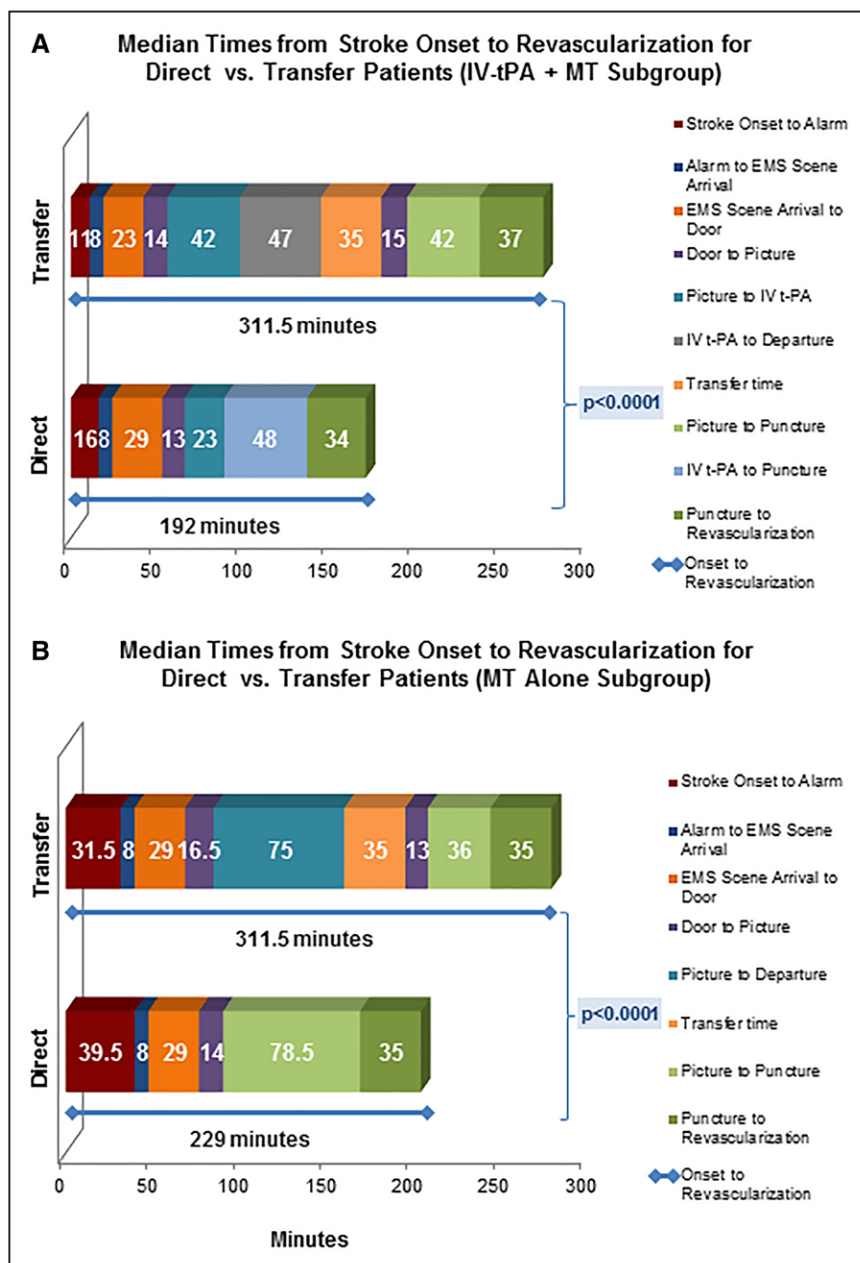 A
Median Times from Stroke Onset to Revascularization for
Direct vs. Transfer Patients (IV-tPA + MT Subgroup)
Transfer
11 8 23 14 42 47 35 15 42 37
311.5 minutes
Direct
16 8 29 13 23 48 34
192 minutes
p<0.0001
0 50 100 150 200 250 300
Stroke Onset to Alarm
Alarm to EMS Scene
Arrival
EMS Scene Arrival to
Door
Door to Picture
Picture to IV t-PA
IV t-PA to Departure
Transfer time
Picture to Puncture
IV t-PA to Puncture
Puncture to
Revascularization
Onset to
Revascularization
B
Median Times from Stroke Onset to Revascularization for
Direct vs. Transfer Patients (MT Alone Subgroup)
Transfer
31.5 8 29 16.5 75 35 13 36 35
311.5 minutes
Direct
39.5 8 29 14 78.5 35
229 minutes
p<0.0001
0 50 100 150 200 250 300
Minutes
Stroke Onset to Alarm
Alarm to EMS Scene
Arrival
EMS Scene Arrival to
Door
Door to Picture
Picture to Departure
Transfer time
Picture to Puncture
Puncture to
Revascularization
Onset to
Revascularization